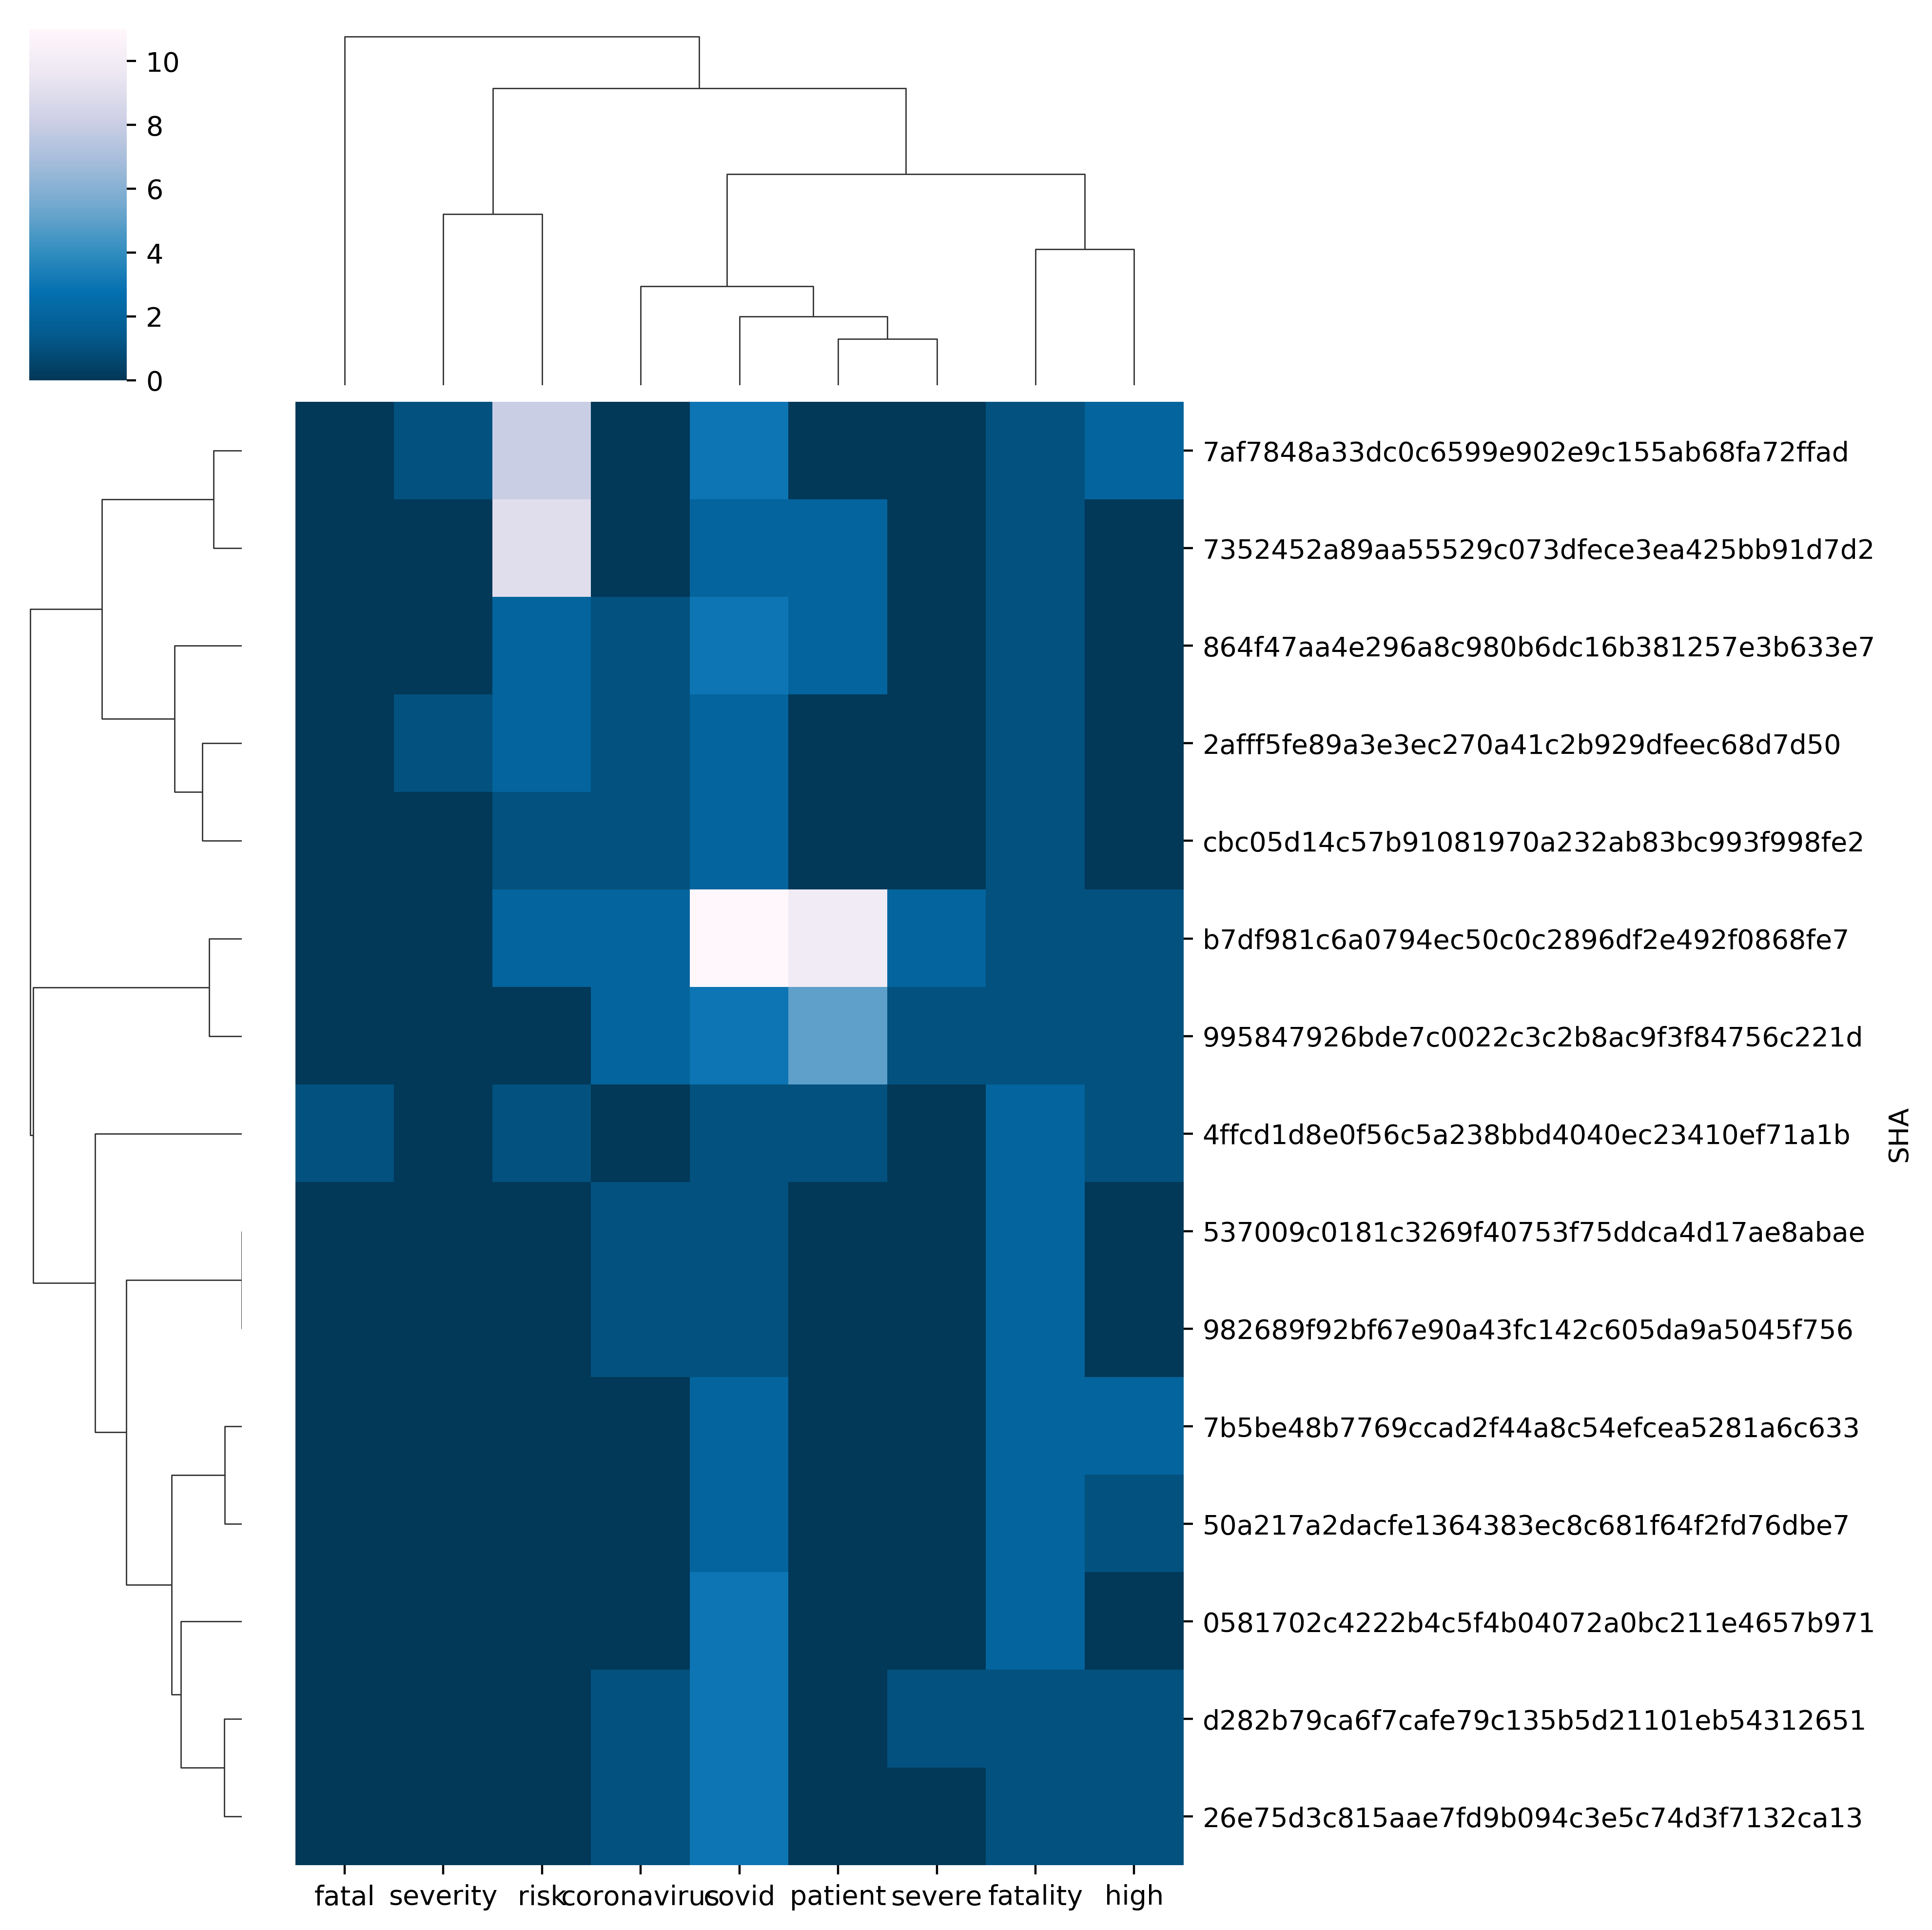 10
8
6
4
2
0
7af7848a33dc0c6599e902e9c155ab68fa72ffad
7352452a89aa55529c073dfece3ea425bb91d7d2
864f47aa4e296a8c980b6dc16b381257e3b633e7
2afff5fe89a3e3ec270a41c2b929dfeec68d7d50
cbc05d14c57b91081970a232ab83bc993f998fe2
b7df981c6a0794ec50c0c2896df2e492f0868fe7
995847926bde7c0022c3c2b8ac9f3f84756c221d
4ffcd1d8e0f56c5a238bbd4040ec23410ef71a1b
537009c0181c3269f40753f75ddca4d17ae8abae
982689f92bf67e90a43fc142c605da9a5045f756
7b5be48b7769ccad2f44a8c54efcea5281a6c633
50a217a2dacfe1364383ec8c681f64f2fd76dbe7
0581702c4222b4c5f4b04072a0bc211e4657b971
d282b79ca6f7cafe79c135b5d21101eb54312651
26e75d3c815aae7fd9b094c3e5c74d3f7132ca13
SHA
fatal severity risk coronavirus covid patient severe fatality high